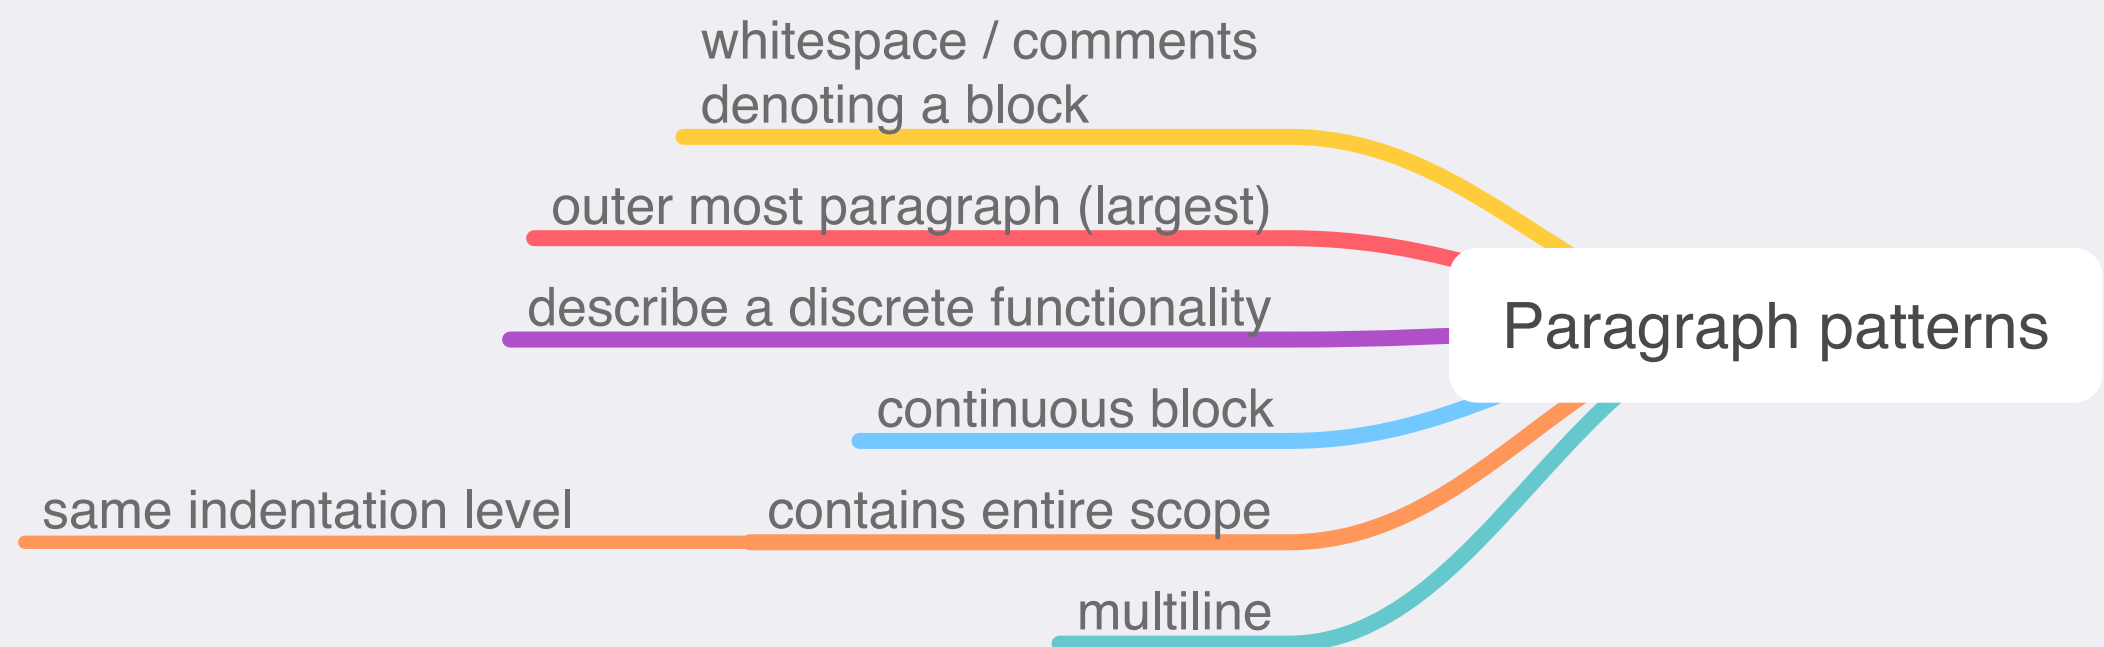 whitespace / comments
denoting a block
outer most paragraph (largest)
describe a discrete functionality
Paragraph patterns
continuous block
same indentation level
contains entire scope
multiline